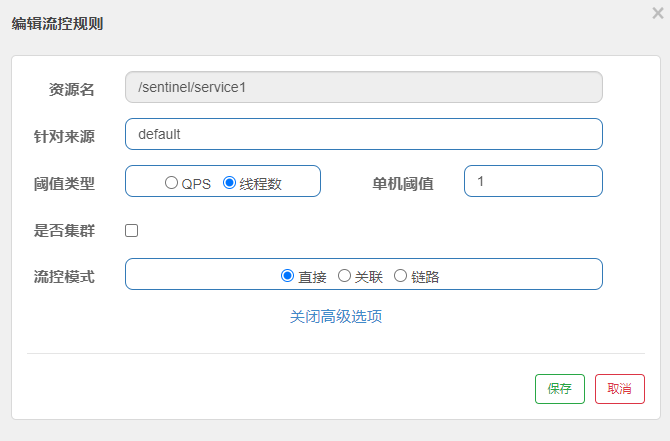 编辑流控规则
×
资源名 /sentinel/service1
针对来源 default
阈值类型 QPS 线程数 单机阈值 1
是否集群
流控模式 直接 关联 链路
关闭高级选项
保存 取消